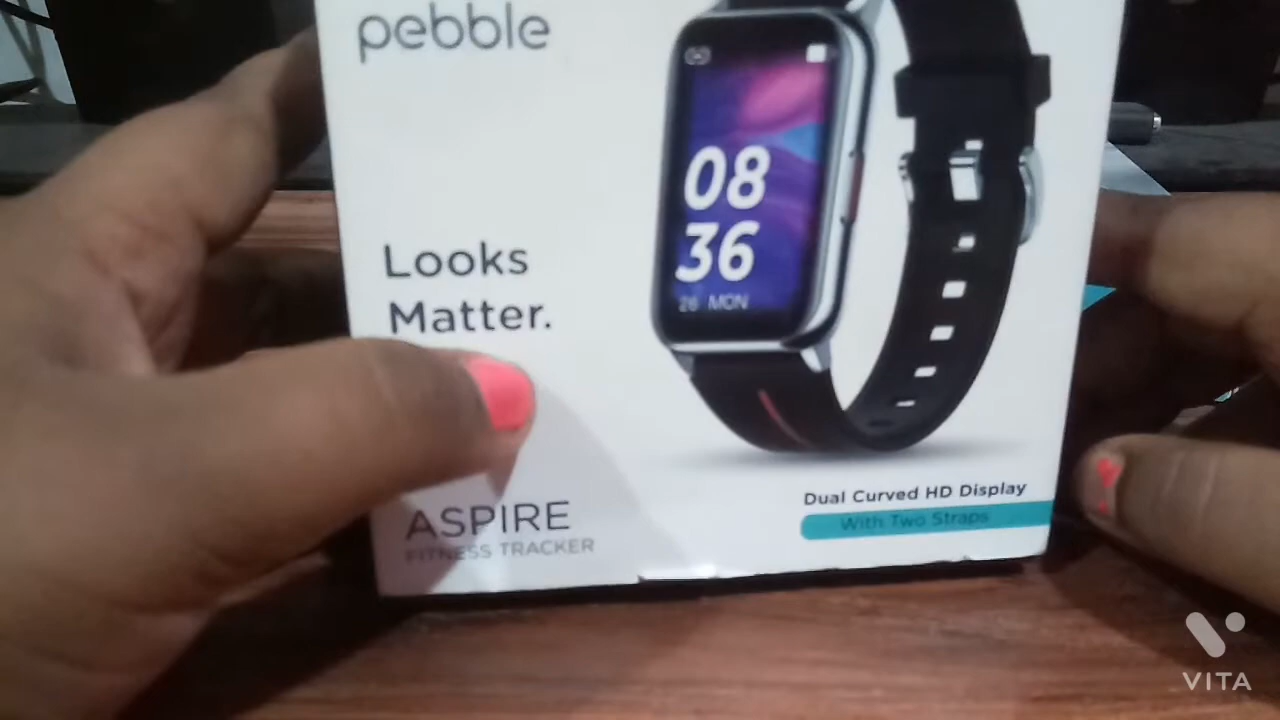 pebble
08
36
26 MON
Looks
Matter.
ASPIRE
FITNESS TRACKER
Dual Curved HD Display
With Two Straps
VITA